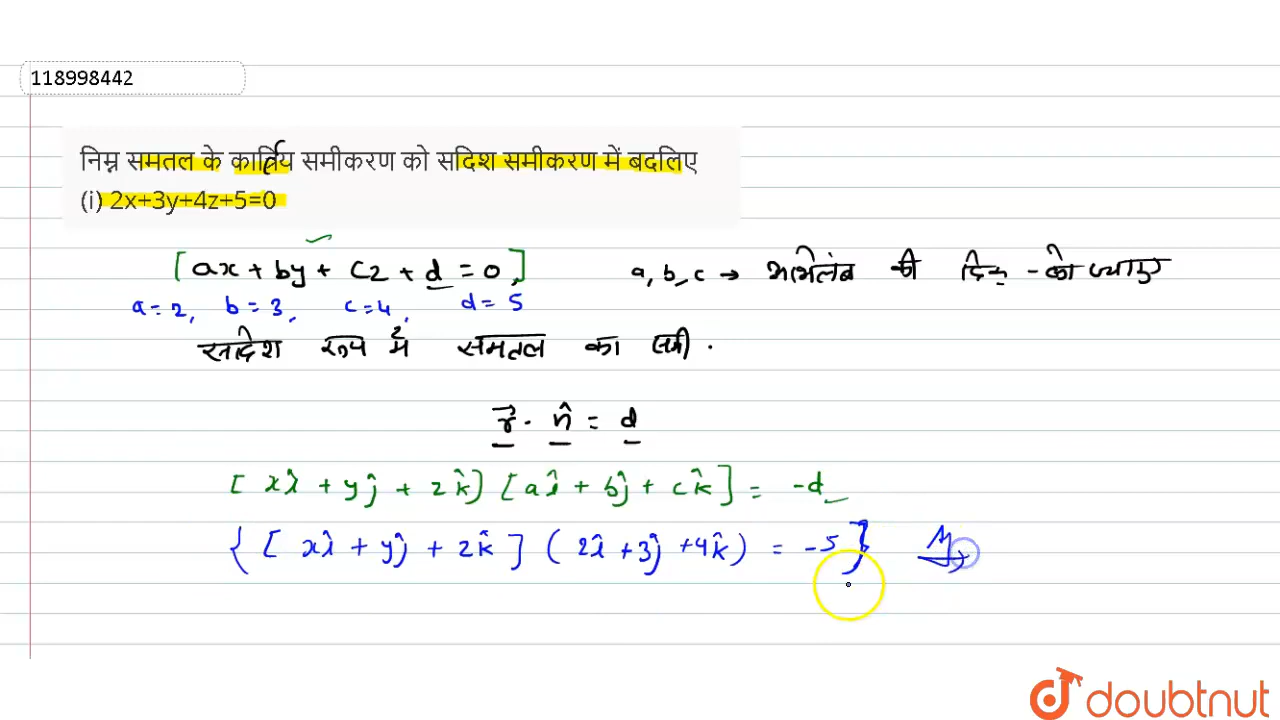 118998442
निम्न समतल के कार्त्तिय समीकरण को सदिश समीकरण में बदलिए
(i) 2x+3y+4z+5=0
[ax + by + cz + d = 0,] a, b, c → अभिलंब की दिक् - को ज्याए
a = 2, b = 3, c = 4, d = 5
सदिश रूप में समतल का समी.
r⃗ . n̂ = d
[xî + yĵ + zk̂] [aî + bĵ + ck̂] = -d
{[xî + yĵ + zk̂] (2î + 3ĵ + 4k̂) = -5}
doubtnut